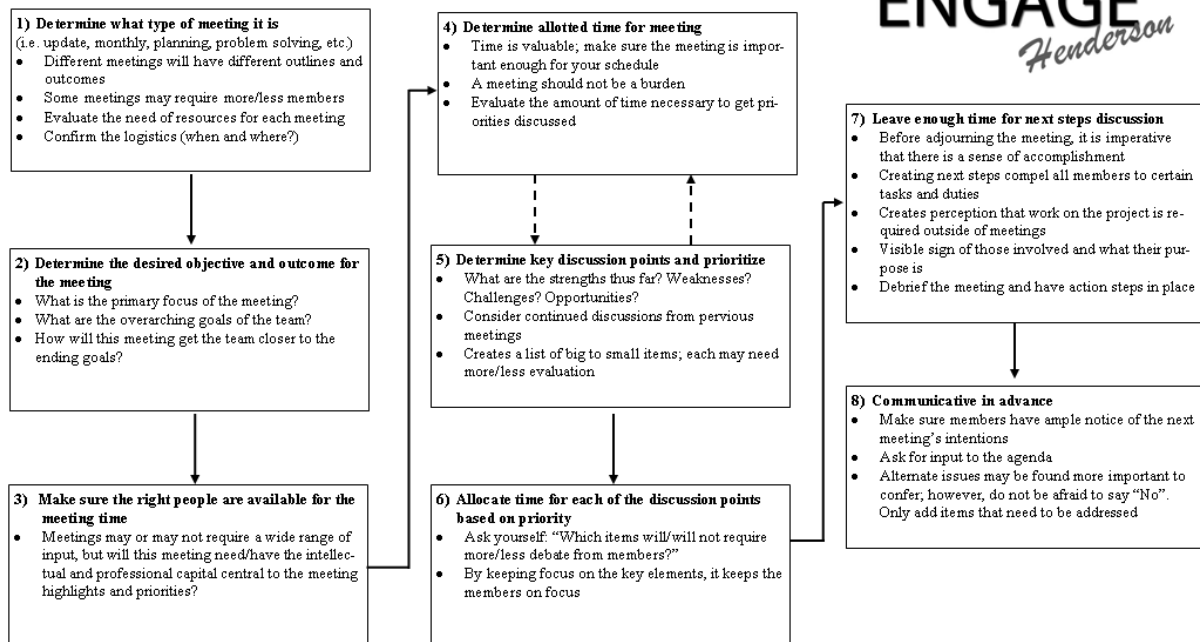 ENGAGE
Henderson
1) Determine what type of meeting it is
(i.e. update, monthly, planning, problem solving, etc.)
• Different meetings will have different outlines and
outcomes
• Some meetings may require more/less members
• Evaluate the need of resources for each meeting
• Confirm the logistics (when and where?)
2) Determine the desired objective and outcome for
the meeting
• What is the primary focus of the meeting?
• What are the overarching goals of the team?
• How will this meeting get the team closer to the
ending goals?
3) Make sure the right people are available for the
meeting time
• Meetings may or may not require a wide range of
input, but will this meeting need/have the intellec-
tual and professional capital central to the meeting
highlights and priorities?
4) Determine allotted time for meeting
• Time is valuable; make sure the meeting is impor-
tant enough for your schedule
• A meeting should not be a burden
• Evaluate the amount of time necessary to get pri-
orities discussed
5) Determine key discussion points and prioritize
• What are the strengths thus far? Weaknesses?
Challenges? Opportunities?
• Consider continued discussions from pervious
meetings
• Creates a list of big to small items; each may need
more/less evaluation
6) Allocate time for each of the discussion points
based on priority
• Ask yourself: “Which items will/will not require
more/less debate from members?”
• By keeping focus on the key elements, it keeps the
members on focus
7) Leave enough time for next steps discussion
• Before adjourning the meeting, it is imperative
that there is a sense of accomplishment
• Creating next steps compel all members to certain
tasks and duties
• Creates perception that work on the project is re-
quired outside of meetings
• Visible sign of those involved and what their pur-
pose is
• Debrief the meeting and have action steps in place
8) Communicative in advance
• Make sure members have ample notice of the next
meeting’s intentions
• Ask for input to the agenda
• Alternate issues may be found more important to
confer; however, do not be afraid to say “No”.
Only add items that need to be addressed